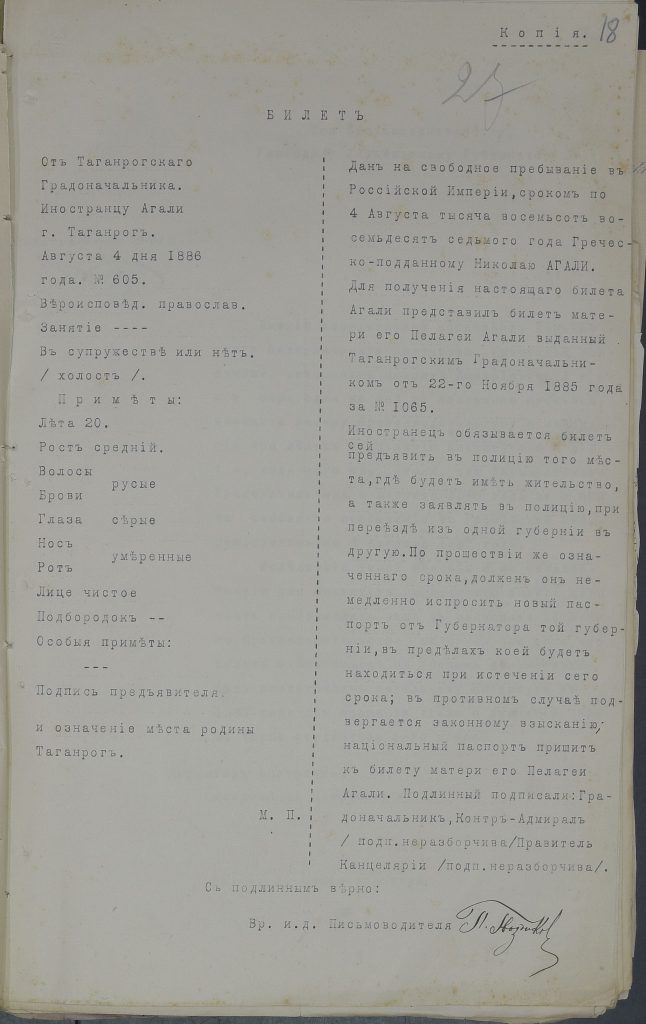 Копія. 18
27
БИЛЕТЪ
Отъ Таганрогскаго
Градоначальника.
Иностранцу Агали
г. Таганрогъ.
Августа 4 дня 1886
года. № 605.
Вѣроисповѣд. православ.
Занятіе ----
Въ супружествѣ или нѣтъ.
/ холостъ /.
Примѣты:
Лѣта 20.
Ростъ средній.
Волосы
русые
Брови
Глаза сѣрые
Носъ
умѣренные
Ротъ
Лице чистое
Подбородокъ --
Особыя примѣты:
---
Подпись предъявителя.
и означеніе мѣста родины
Таганрогъ.
М. П.
Данъ на свободное пребываніе въ
Россійской Имперіи, срокомъ по
4 Августа тысяча восемьсотъ во-
семьдесятъ седьмого года Гречес-
ко-подданному Николаю АГАЛИ.
Для полученія настоящаго билета
Агали представилъ билетъ мате-
ри его Пелагеи Агали выданный
Таганрогскимъ Градоначальни-
комъ отъ 22-го Ноября 1885 года
за № 1065.
Иностранецъ обязывается билетъ
сей
предъявить въ полицію того мѣс-
та, гдѣ будетъ имѣть жительство,
а также заявлять въ полицію, при
переѣздѣ изъ одной губерніи въ
другую. По прошествіи же озна-
ченнаго срока, долженъ онъ не-
медленно испросить новый пас-
портъ отъ Губернатора той губер-
ніи, въ предѣлахъ коей будетъ
находиться при истеченіи сего
срока; въ противномъ случаѣ под-
вергается законному взысканію;
національный паспортъ пришитъ
къ билету матери его Пелагеи
Агали. Подлинный подписали: Гра-
доначальникъ, Контръ-Адмиралъ
/ подп. неразборчива/Правитель
Канцеляріи /подп. неразборчива/.
Съ подлиннымъ вѣрно:
Вр. и. д. Письмоводителя